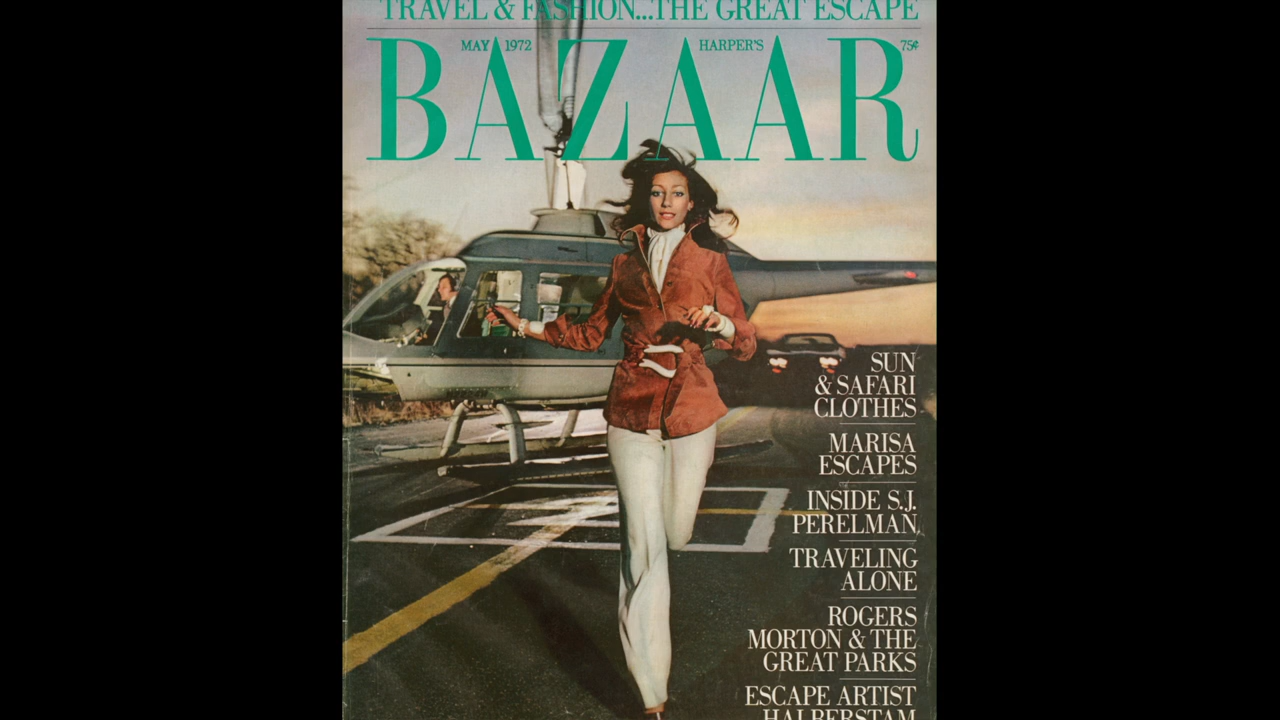 TRAVEL & FASHION...THE GREAT ESCAPE
MAY 1972 HARPER'S 75¢
BAZAAR
SUN
& SAFARI
CLOTHES
MARISA
ESCAPES
INSIDE S.J.
PERELMAN
TRAVELING
ALONE
ROGERS
MORTON & THE
GREAT PARKS
ESCAPE ARTIST
HALBERSTAM